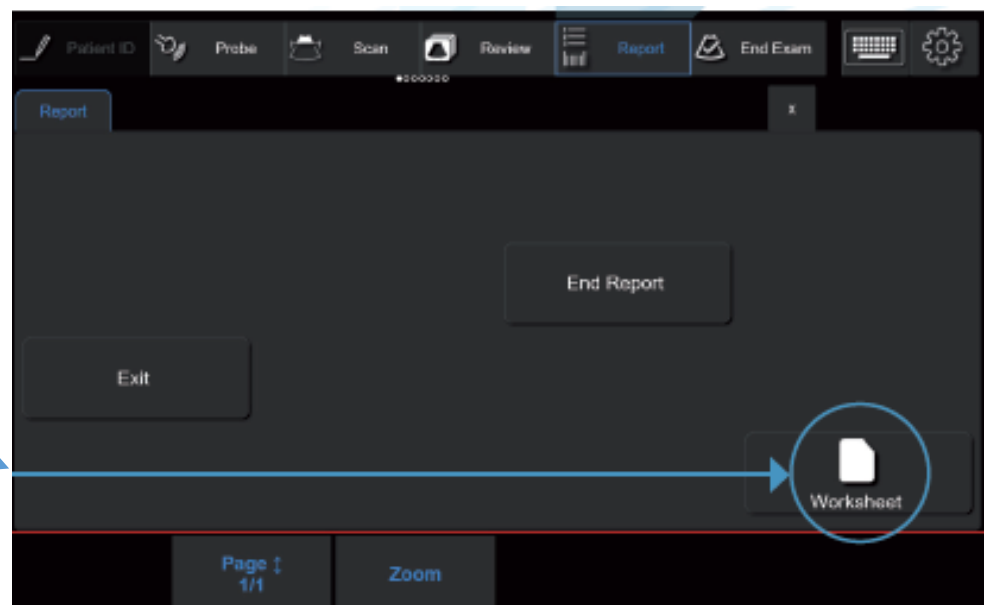 Patient ID Probe Scan Review Report End Exam
Report x
End Report
Exit
Worksheet
Page ↕ Zoom
1/1